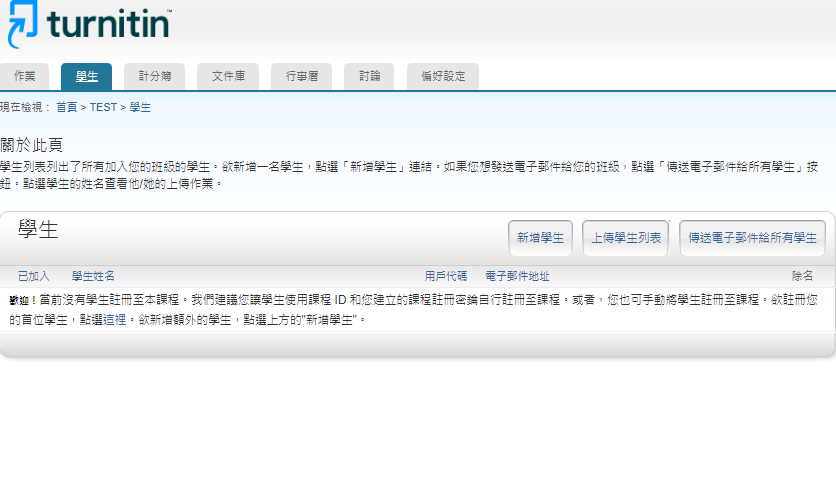 turnitin™
作業 學生 計分簿 文件庫 行事曆 討論 偏好設定
現在檢視： 首頁 > TEST > 學生
關於此頁
學生列表列出了所有加入您的班級的學生。欲新增一名學生，點選「新增學生」連結。如果您想發送電子郵件給您的班級，點選「傳送電子郵件給所有學生」按
鈕。點選學生的姓名查看他/她的上傳作業。
學生 新增學生 上傳學生列表 傳送電子郵件給所有學生
已加入 學生姓名 用戶代碼 電子郵件地址 除名
歡迎！當前沒有學生註冊至本課程。我們建議您讓學生使用課程 ID 和您建立的課程註冊密鑰自行註冊至課程。或者，您也可手動將學生註冊至課程。欲註冊您
的首位學生，點選這裡。欲新增額外的學生，點選上方的"新增學生"。